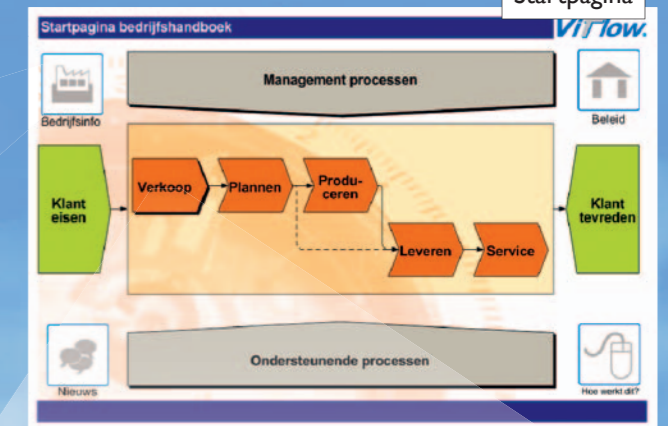 Startpagina
Startpagina bedrijfshandboek
ViFlow.
Management processen
Bedrijfsinfo
Beleid
Klant
eisen
Verkoop
Plannen
Produ-
ceren
Leveren
Service
Klant
tevreden
Ondersteunende processen
Nieuws
Hoe werkt dit?